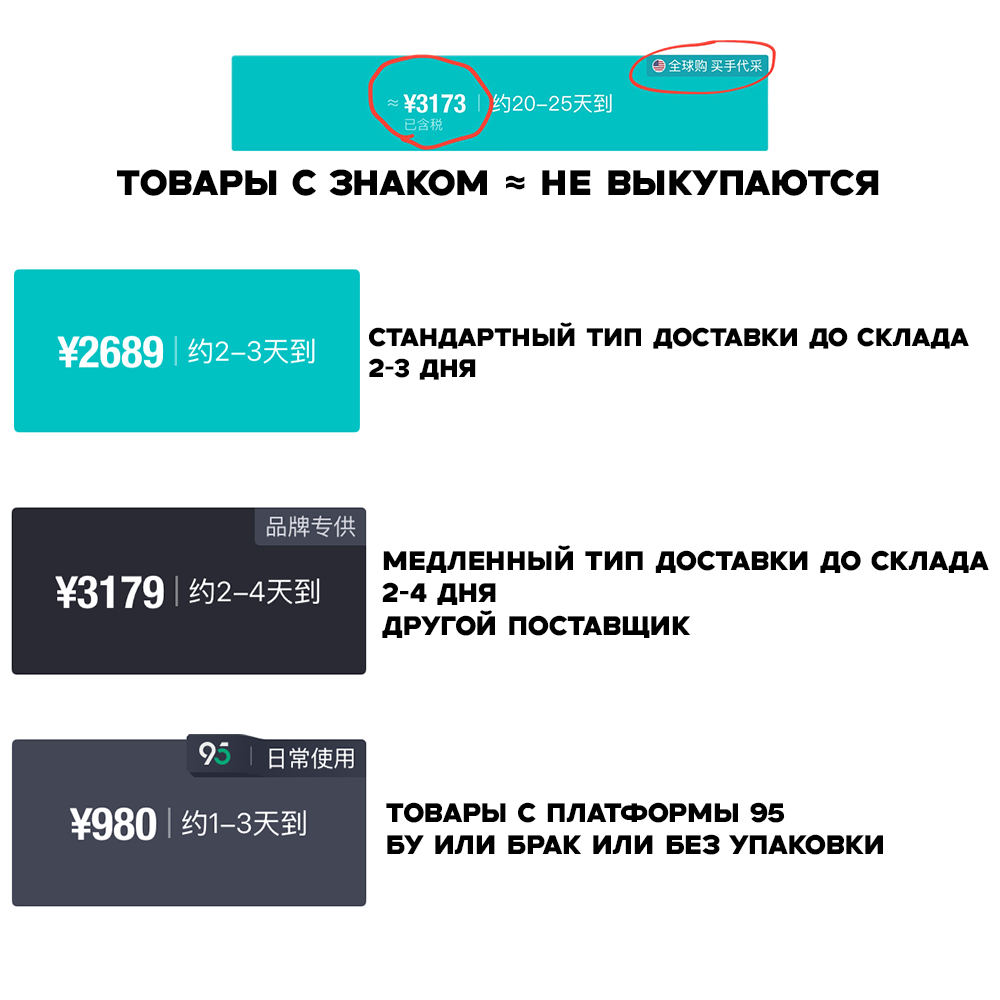 全球购 买手代采
≈ ¥3173 | 约20-25天到
已含税
ТОВАРЫ С ЗНАКОМ ≈ НЕ ВЫКУПАЮТСЯ
¥2689 | 约2-3天到
СТАНДАРТНЫЙ ТИП ДОСТАВКИ ДО СКЛАДА
2-3 ДНЯ
品牌专供
¥3179 | 约2-4天到
МЕДЛЕННЫЙ ТИП ДОСТАВКИ ДО СКЛАДА
2-4 ДНЯ
ДРУГОЙ ПОСТАВЩИК
95 | 日常使用
¥980 | 约1-3天到
ТОВАРЫ С ПЛАТФОРМЫ 95
БУ ИЛИ БРАК ИЛИ БЕЗ УПАКОВКИ